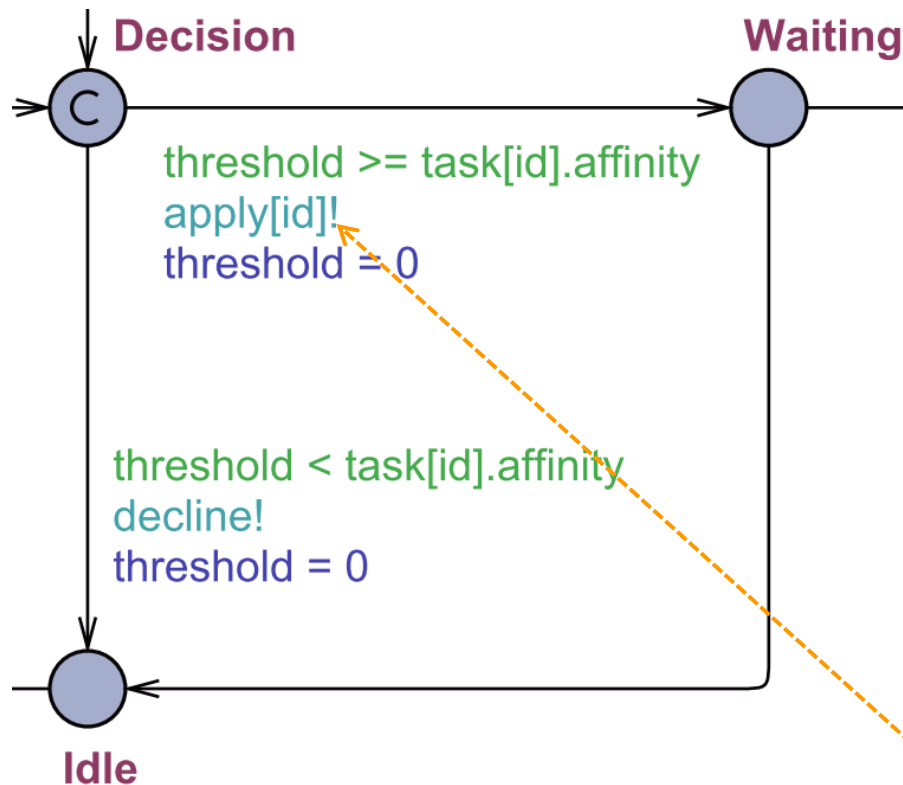 Decision
Waiting
C
threshold >= task[id].affinity
apply[id]!
threshold = 0
threshold < task[id].affinity
decline!
threshold = 0
Idle